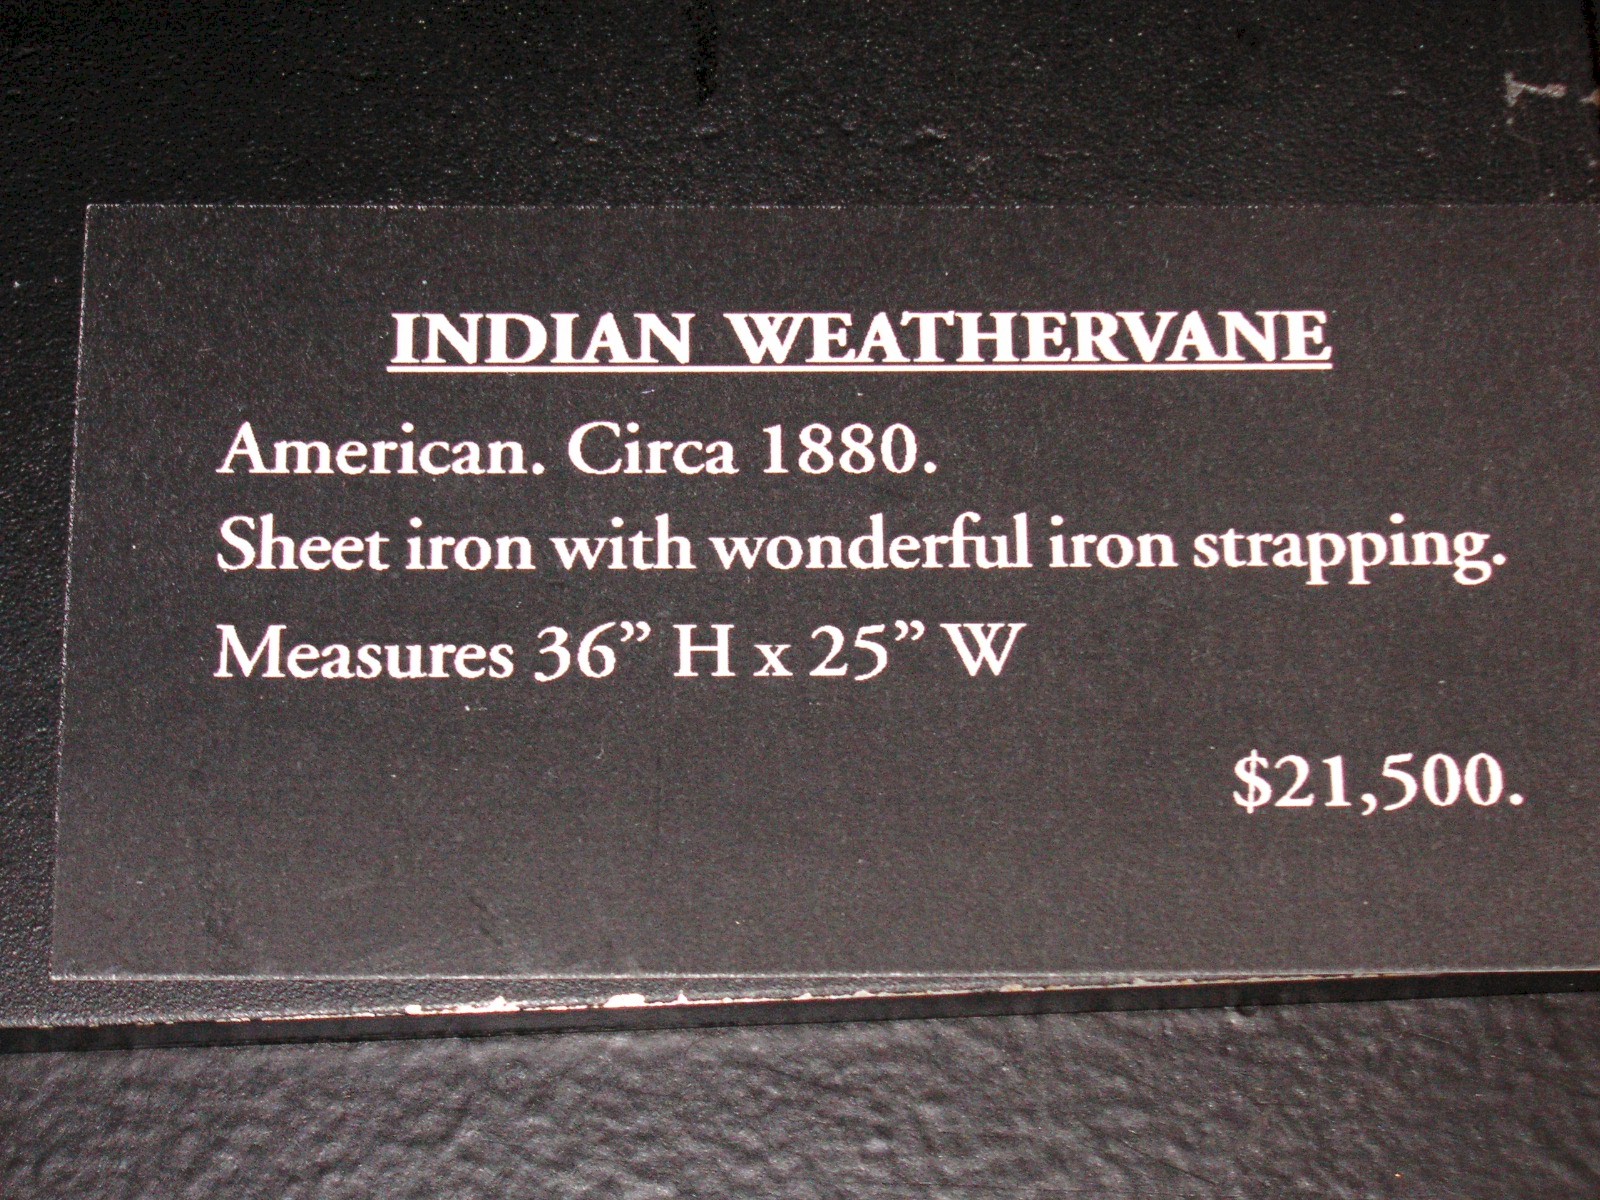 INDIAN WEATHERVANE
American. Circa 1880.
Sheet iron with wonderful iron strapping.
Measures 36” H x 25” W
$21,500.